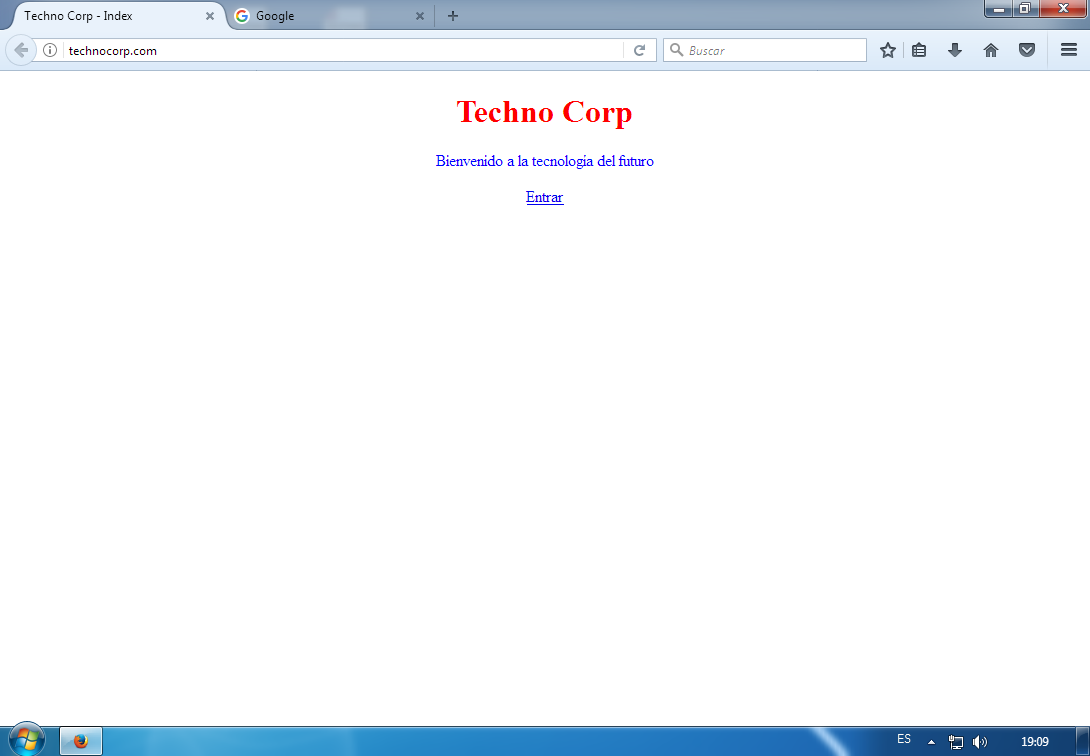 Techno Corp - Index
Google
technocorp.com
Buscar
Techno Corp
Bienvenido a la tecnologia del futuro
Entrar
ES
19:09